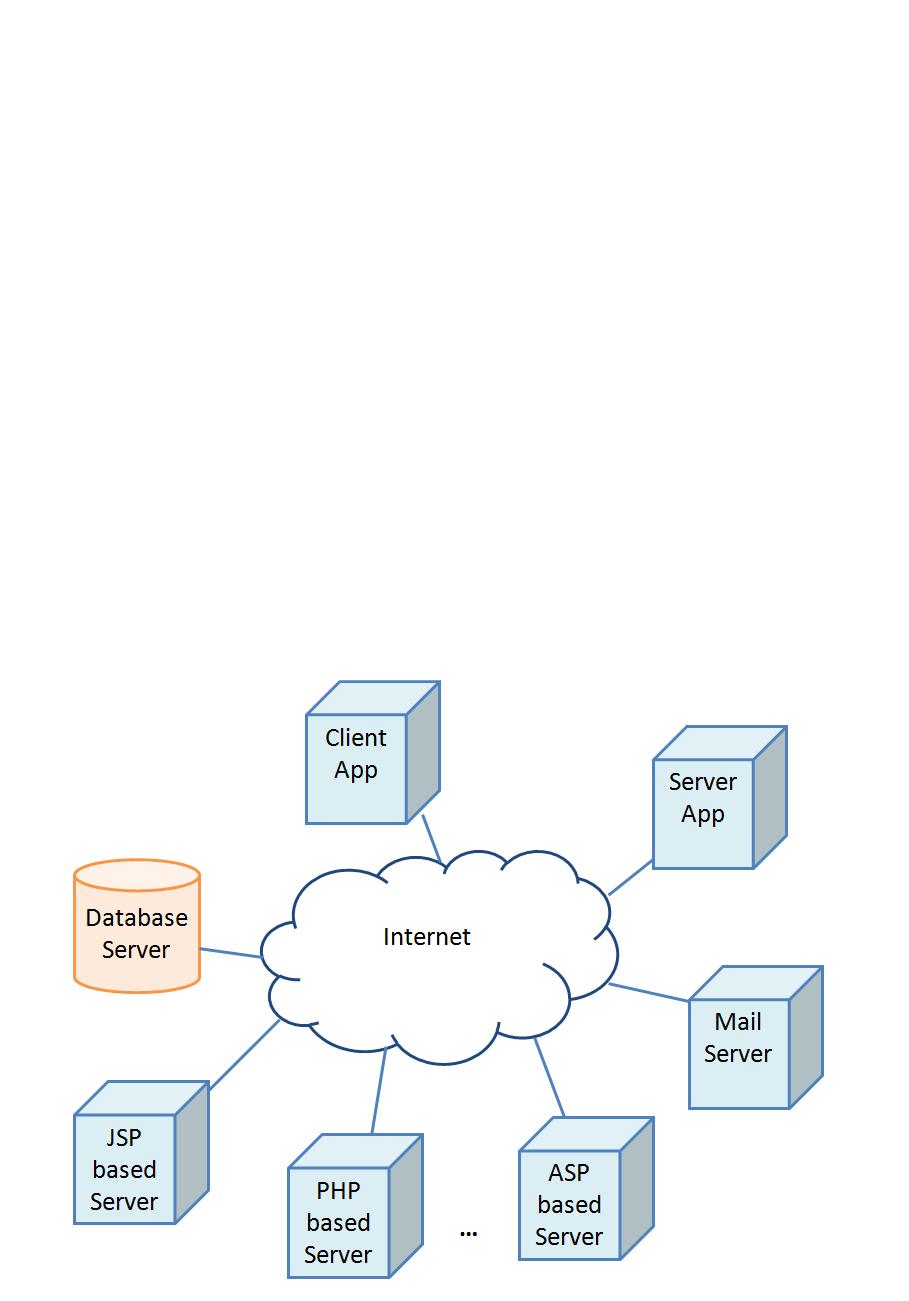 Client
App
Server
App
Database
Server
Internet
Mail
Server
JSP
based
Server
PHP
based
Server
...
ASP
based
Server